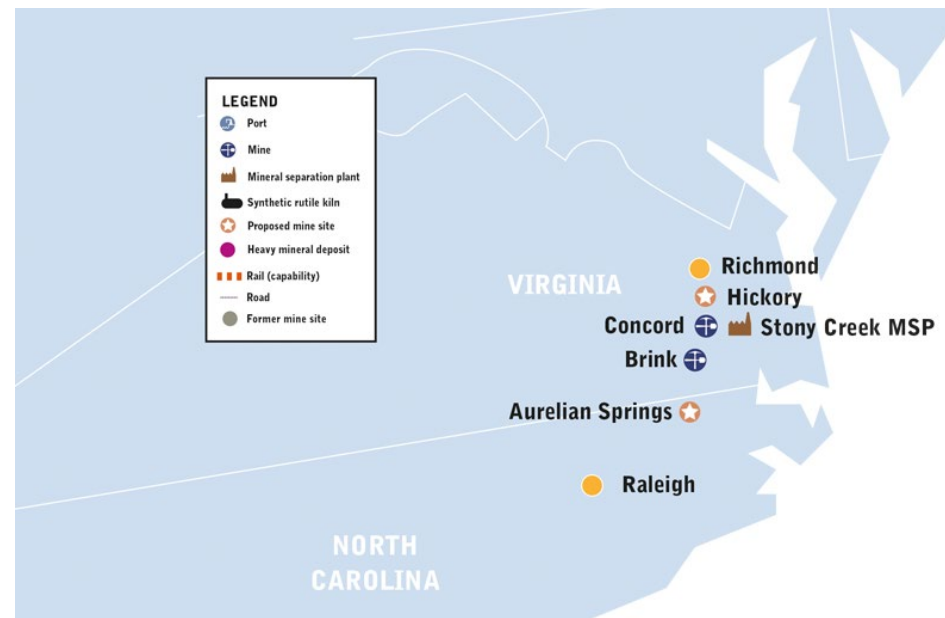 LEGEND
Port
Mine
Mineral separation plant
Synthetic rutile kiln
Proposed mine site
Heavy mineral deposit
Rail (capability)
Road
Former mine site
VIRGINIA
Richmond
Hickory
Concord
Stony Creek MSP
Brink
Aurelian Springs
Raleigh
NORTH
CAROLINA